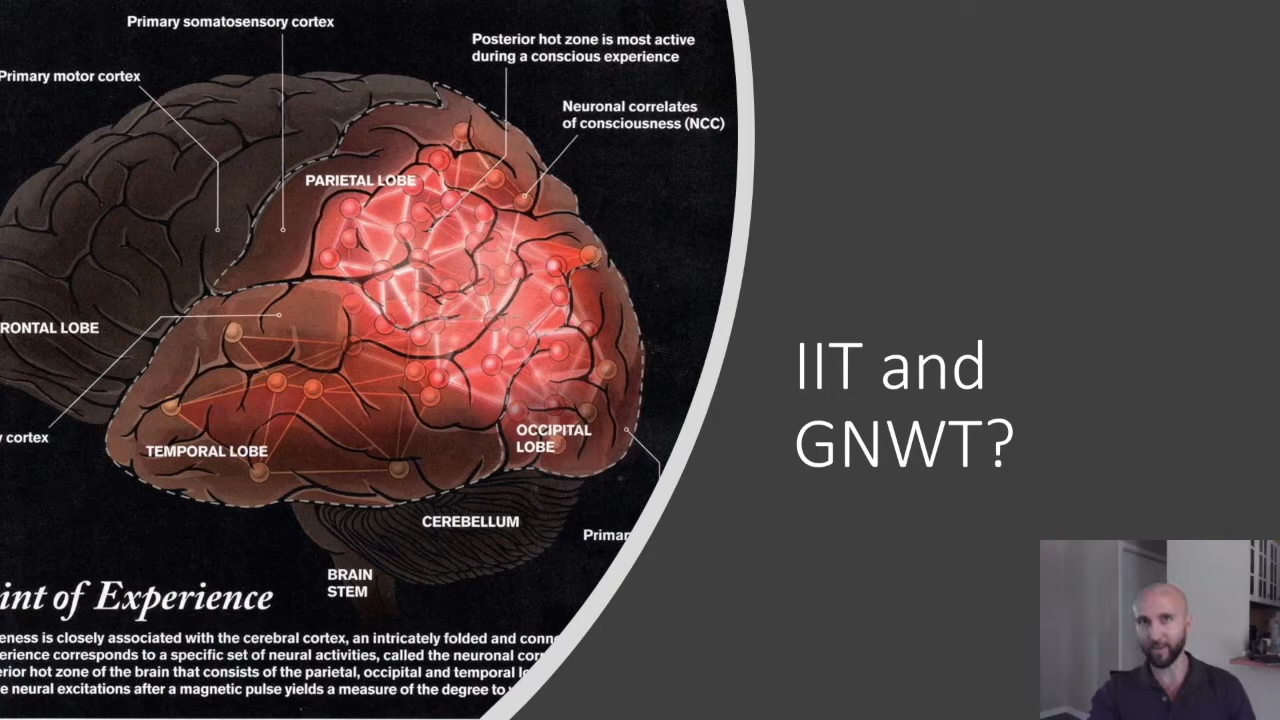 Primary somatosensory cortex
Posterior hot zone is most active
during a conscious experience
Primary motor cortex
Neuronal correlates
of consciousness (NCC)
PARIETAL LOBE
RONTAL LOBE
IIT and
GNWT?
y cortex
TEMPORAL LOBE
OCCIPITAL
LOBE
CEREBELLUM
Primar
BRAIN
STEM
int of Experience
eness is closely associated with the cerebral cortex, an intricately folded and conne
erience corresponds to a specific set of neural activities, called the neuronal corr
erior hot zone of the brain that consists of the parietal, occipital and temporal lo
e neural excitations after a magnetic pulse yields a measure of the degree to